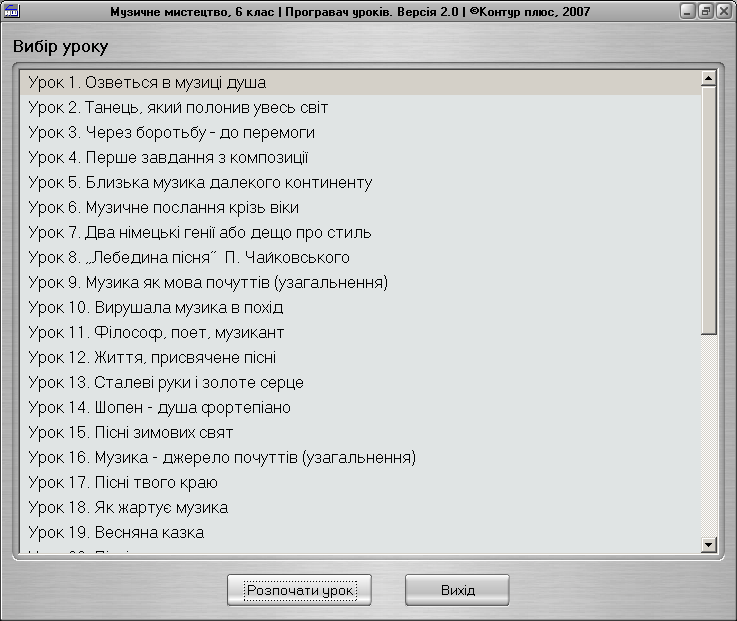 Музичне мистецтво, 6 клас | Програвач уроків. Версія 2.0 | ©Контур плюс, 2007
Вибір уроку
Урок 1. Озветься в музиці душа
Урок 2. Танець, який полонив увесь світ
Урок 3. Через боротьбу - до перемоги
Урок 4. Перше завдання з композиції
Урок 5. Близька музика далекого континенту
Урок 6. Музичне послання крізь віки
Урок 7. Два німецькі генії або дещо про стиль
Урок 8. „Лебедина пісня˝ П. Чайковського
Урок 9. Музика як мова почуттів (узагальнення)
Урок 10. Вирушала музика в похід
Урок 11. Філософ, поет, музикант
Урок 12. Життя, присвячене пісні
Урок 13. Сталеві руки і золоте серце
Урок 14. Шопен - душа фортепіано
Урок 15. Пісні зимових свят
Урок 16. Музика - джерело почуттів (узагальнення)
Урок 17. Пісні твого краю
Урок 18. Як жартує музика
Урок 19. Весняна казка
Розпочати урок
Вихід